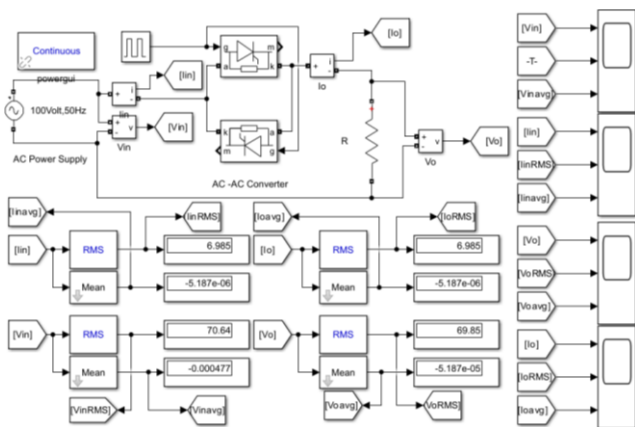 Continuous
powergui
100Volt,50Hz
AC Power Supply
i
Iin
v
Vin
[Iin]
[Vin]
g
m
a
k
k
a
m
g
AC -AC Converter
i
Io
[Io]
R
v
Vo
[Vo]
[Iinavg]
[Iin]
RMS
Mean
[IinRMS]
6.985
-5.187e-06
[Ioavg]
[Io]
RMS
Mean
[IoRMS]
6.985
-5.187e-06
[Vin]
RMS
Mean
70.64
-0.000477
[VinRMS]
[Vinavg]
[Vo]
RMS
Mean
69.85
-5.187e-05
[Voavg]
[VoRMS]
[Vin]
-T-
[Vinavg]
[Iin]
[IinRMS]
[Iinavg]
[Vo]
[VoRMS]
[Voavg]
[Io]
[IoRMS]
[Ioavg]